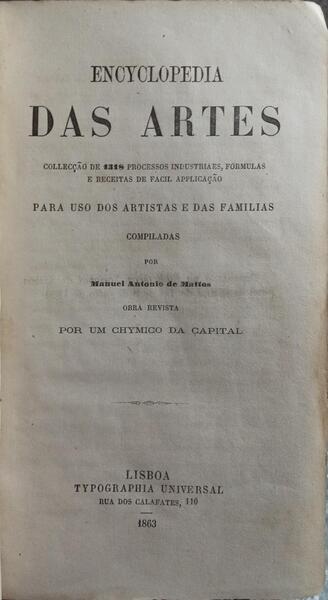 ENCYCLOPEDIA
DAS ARTES
COLLECÇÃO DE 1318 PROCESSOS INDUSTRIAES, FORMULAS
E RECEITAS DE FACIL APPLICAÇÃO
PARA USO DOS ARTISTAS E DAS FAMILIAS
COMPILADAS
POR
Manuel Antonio de Mattos
OBRA REVISTA
POR UM CHYMICO DA CAPITAL
LISBOA
TYPOGRAPHIA UNIVERSAL
RUA DOS CALAFATES, 110
1863